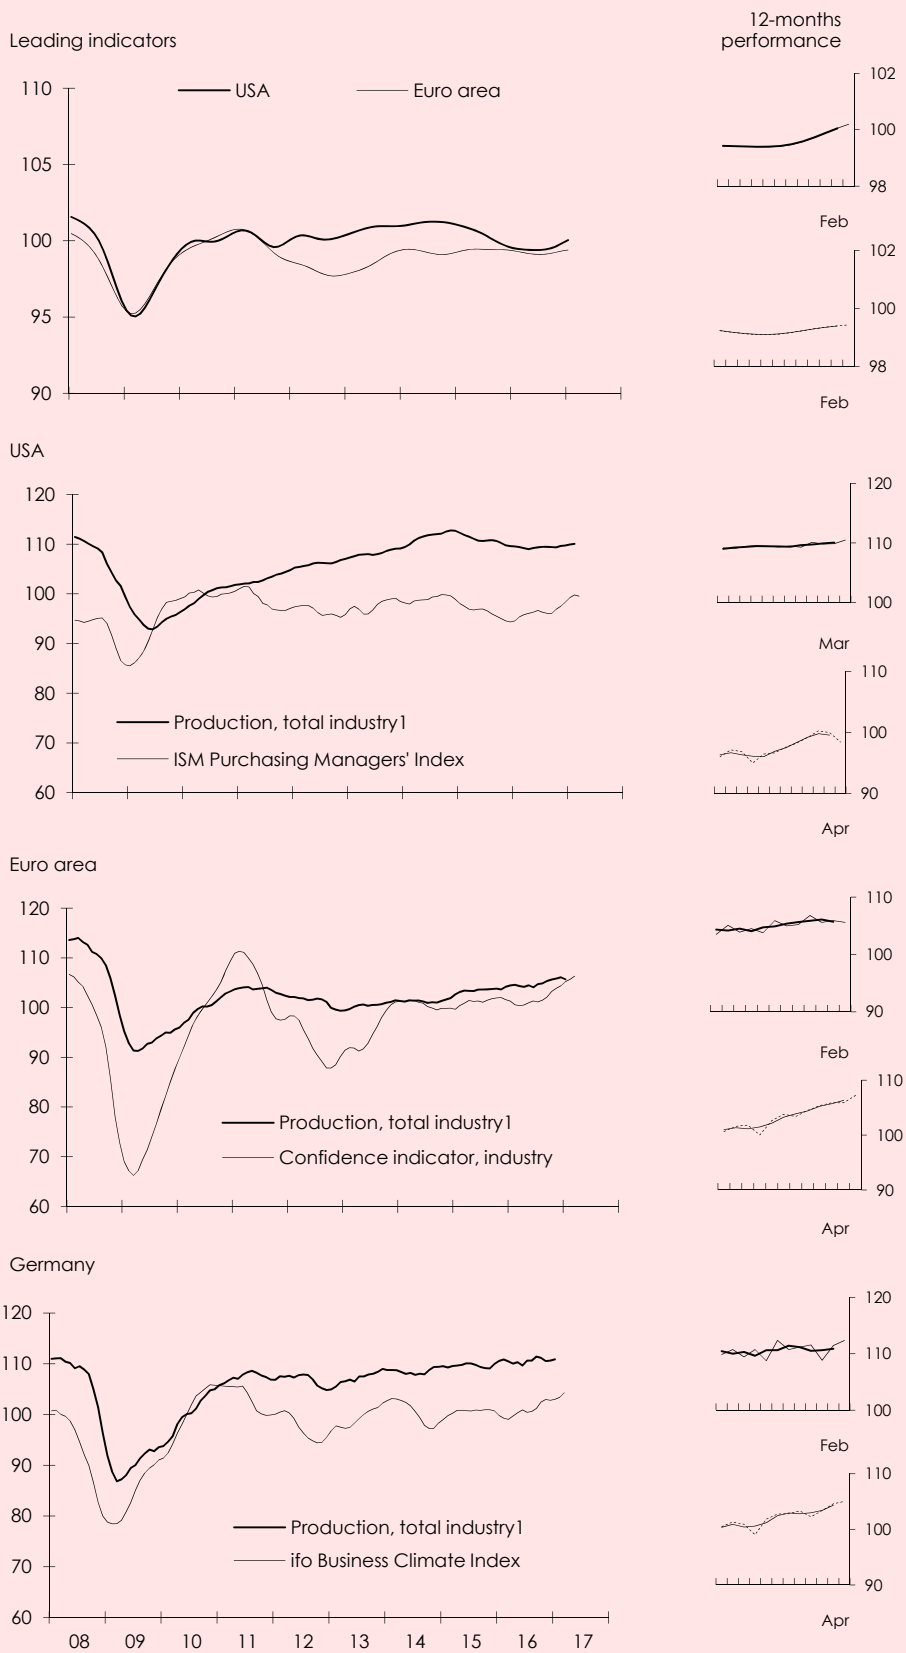 12-months
performance
Leading indicators
110
105
100
95
90
USA
Euro area
102
100
98
Feb
102
100
98
Feb
USA
120
110
100
90
80
70
60
Production, total industry1
ISM Purchasing Managers' Index
120
110
100
Mar
110
100
90
Apr
Euro area
120
110
100
90
80
70
60
Production, total industry1
Confidence indicator, industry
110
100
90
Feb
110
100
90
Apr
Germany
120
110
100
90
80
70
60
Production, total industry1
ifo Business Climate Index
08 09 10 11 12 13 14 15 16 17
120
110
100
Feb
110
100
90
Apr